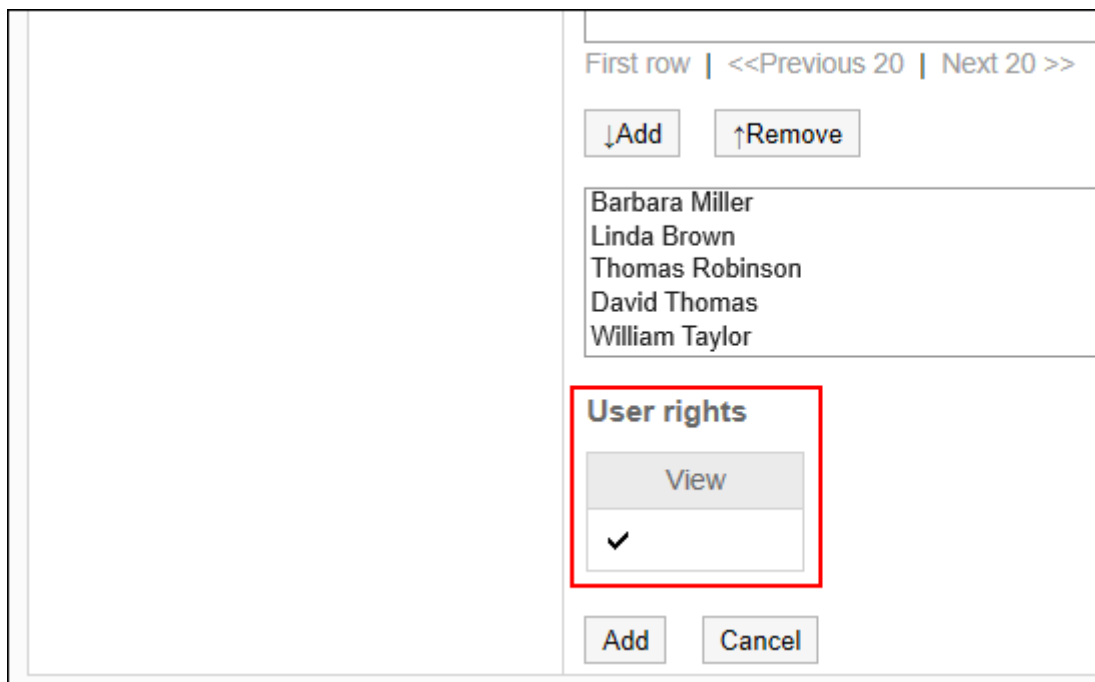 First row | <<Previous 20 | Next 20 >>
↓Add ↑Remove
Barbara Miller
Linda Brown
Thomas Robinson
David Thomas
William Taylor
User rights
View
✓
Add Cancel